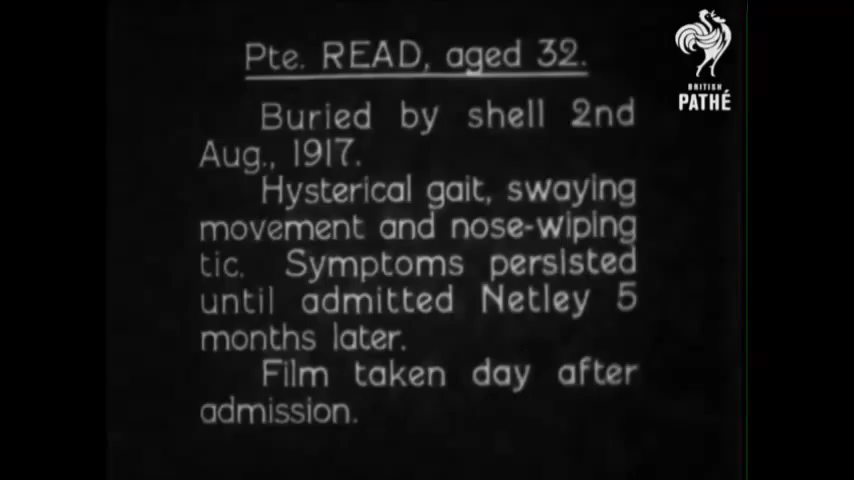 Pte. READ, aged 32.
BRITISH
PATHÉ
Buried by shell 2nd
Aug., 1917.
Hysterical gait, swaying
movement and nose-wiping
tic. Symptoms persisted
until admitted Netley 5
months later.
Film taken day after
admission.